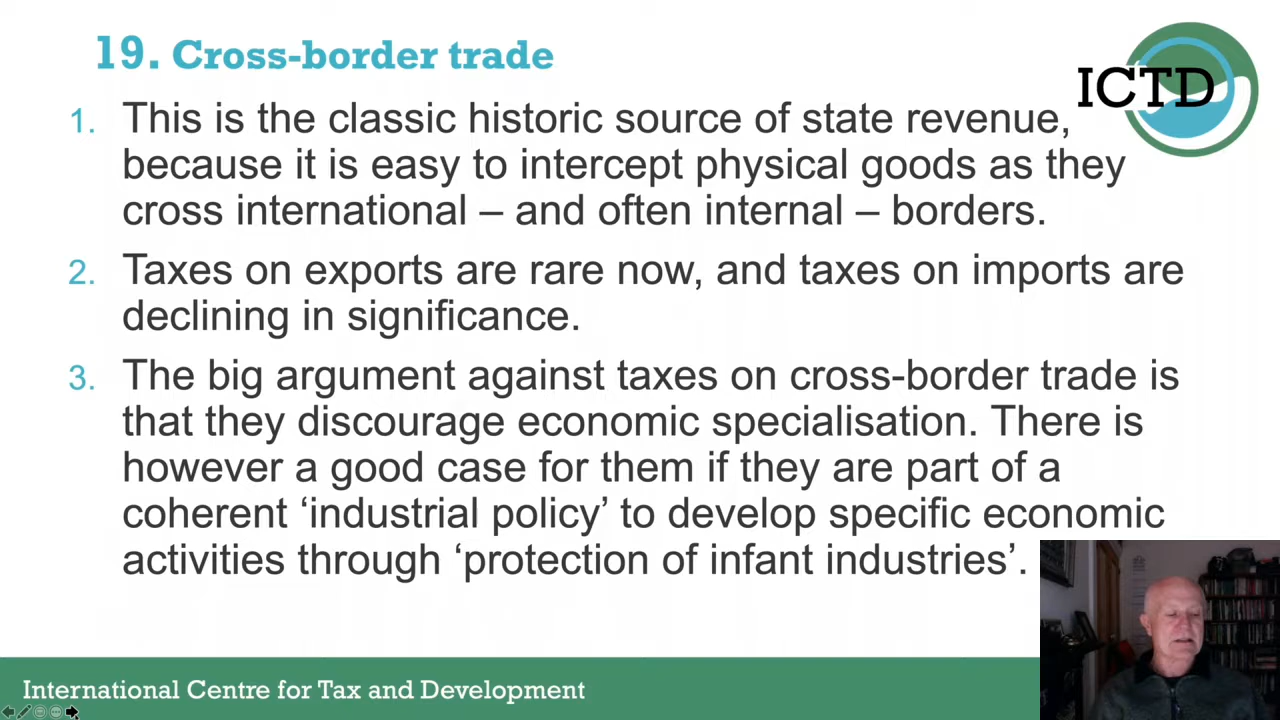 19. Cross-border trade
ICTD
1. This is the classic historic source of state revenue,
because it is easy to intercept physical goods as they
cross international – and often internal – borders.
2. Taxes on exports are rare now, and taxes on imports are
declining in significance.
3. The big argument against taxes on cross-border trade is
that they discourage economic specialisation. There is
however a good case for them if they are part of a
coherent ‘industrial policy’ to develop specific economic
activities through ‘protection of infant industries’.
International Centre for Tax and Development